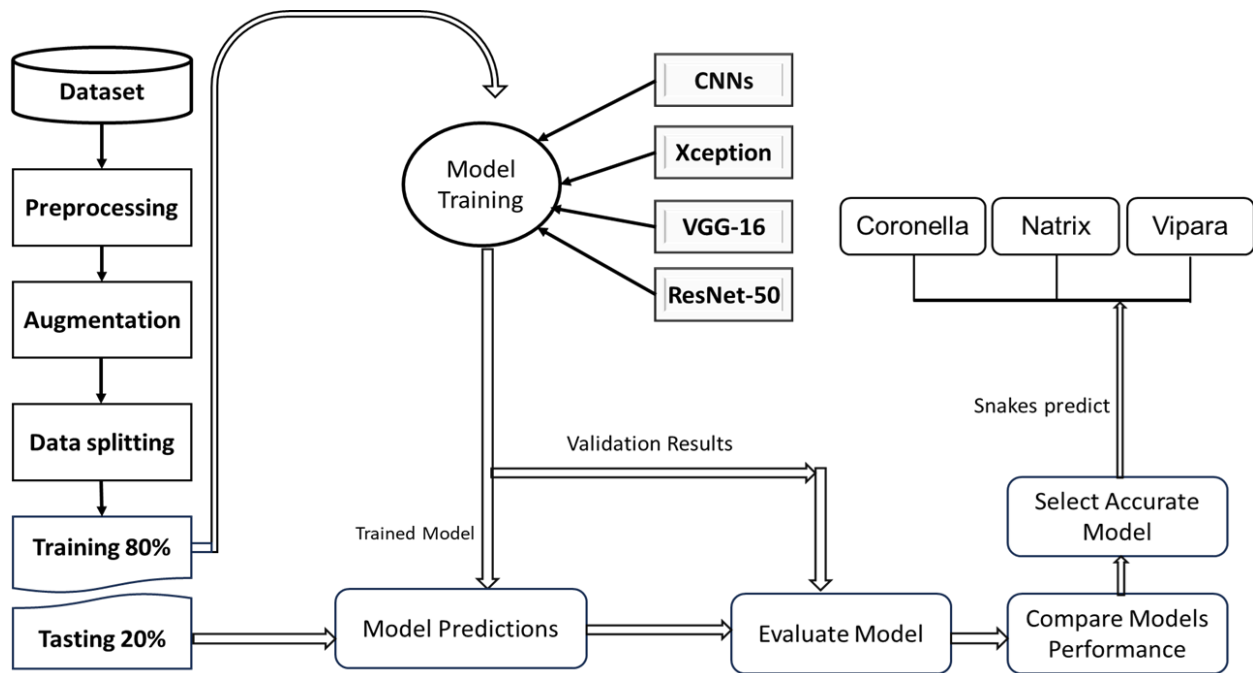 Dataset
Preprocessing
Augmentation
Data splitting
Training 80%
Tasting 20%
Model
Training
CNNs
Xception
VGG-16
ResNet-50
Validation Results
Trained Model
Model Predictions
Evaluate Model
Compare Models
Performance
Select Accurate
Model
Snakes predict
Coronella
Natrix
Vipara